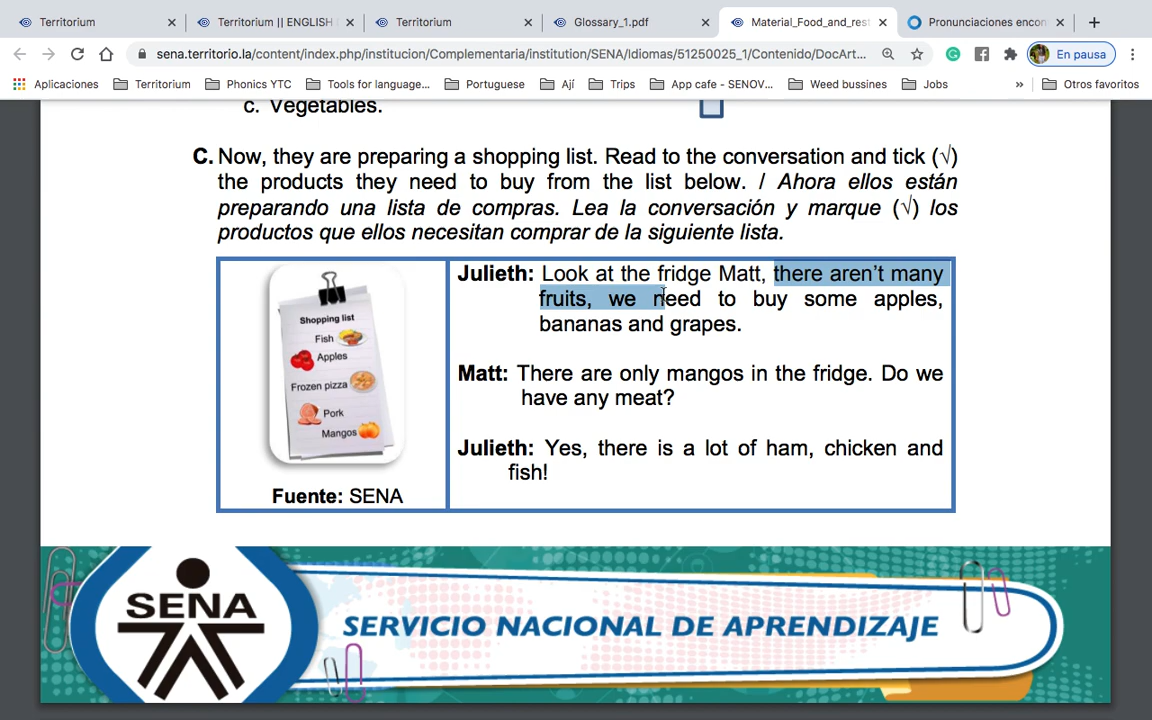 Territorium
Territorium || ENGLISH
Territorium
Glossary_1.pdf
Material_Food_and_rest
Pronunciaciones encon
sena.territorio.la/content/index.php/institucion/Complementaria/institution/SENA/Idiomas/51250025_1/Contenido/DocArt...
En pausa
Aplicaciones
Territorium
Phonics YTC
Tools for language...
Portuguese
Ají
Trips
App cafe - SENOV...
Weed bussines
Jobs
»
Otros favoritos
c. Vegetables.
C. Now, they are preparing a shopping list. Read to the conversation and tick (√)
the products they need to buy from the list below. / Ahora ellos están
preparando una lista de compras. Lea la conversación y marque (√) los
productos que ellos necesitan comprar de la siguiente lista.
Shopping list
Fish
Apples
Frozen pizza
Pork
Mangos
Fuente: SENA
Julieth: Look at the fridge Matt, there aren't many
fruits, we need to buy some apples,
bananas and grapes.
Matt: There are only mangos in the fridge. Do we
have any meat?
Julieth: Yes, there is a lot of ham, chicken and
fish!
SENA
SERVICIO NACIONAL DE APRENDIZAJE